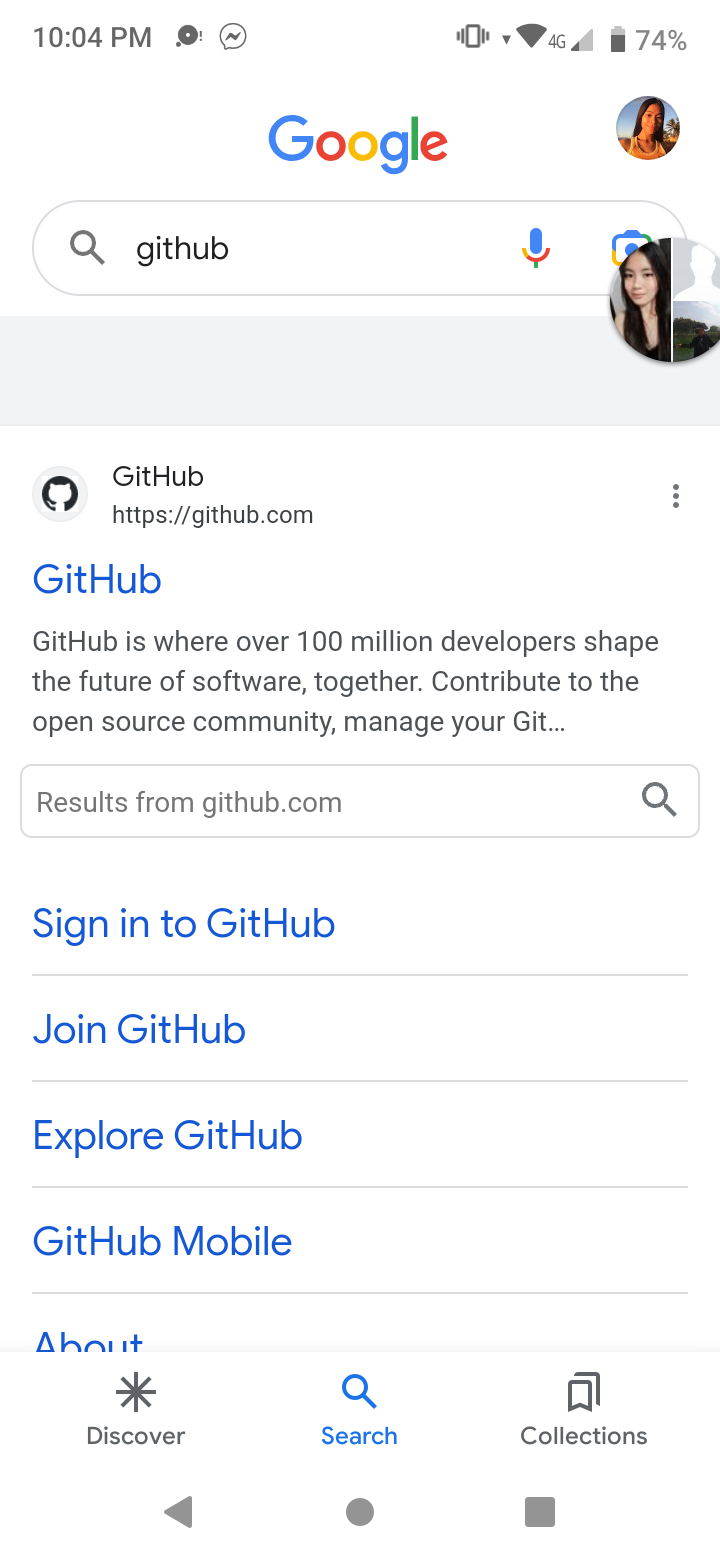 10:04 PM
4G
74%
Google
github
GitHub
https://github.com
GitHub
GitHub is where over 100 million developers shape
the future of software, together. Contribute to the
open source community, manage your Git…
Results from github.com
Sign in to GitHub
Join GitHub
Explore GitHub
GitHub Mobile
About
Discover
Search
Collections